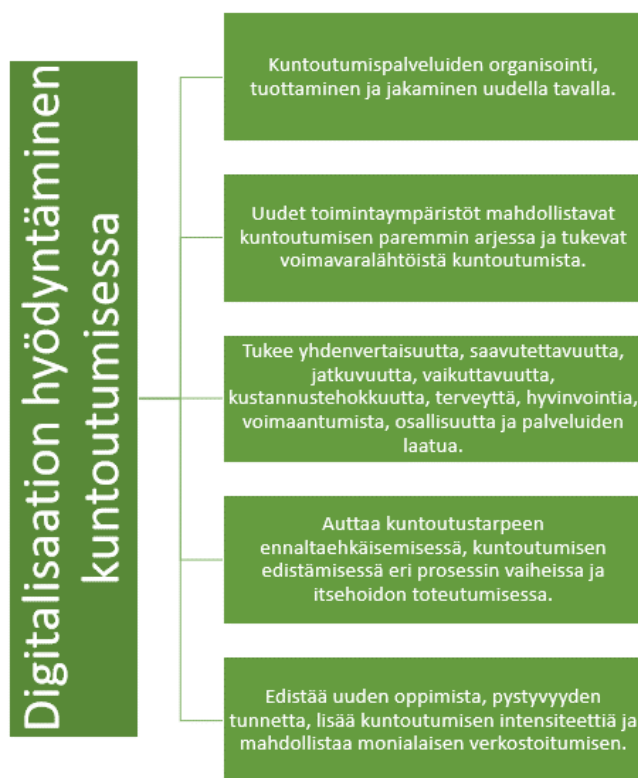 Digitalisaation hyödyntäminen
kuntoutumisessa
Kuntoutumispalveluiden organisointi,
tuottaminen ja jakaminen uudella tavalla.
Uudet toimintaympäristöt mahdollistavat
kuntoutumisen paremmin arjessa ja tukevat
voimavaralähtöistä kuntoutumista.
Tukee yhdenvertaisuutta, saavutettavuutta,
jatkuvuutta, vaikuttavuutta,
kustannustehokkuutta, terveyttä, hyvinvointia,
voimaantumista, osallisuutta ja palveluiden
laatua.
Auttaa kuntoutustarpeen
ennaltaehkäisemisessä, kuntoutumisen
edistämisessä eri prosessin vaiheissa ja
itsehoidon toteutumisessa.
Edistää uuden oppimista, pystyvyyden
tunnetta, lisää kuntoutumisen intensiteettiä ja
mahdollistaa monialaisen verkostoitumisen.